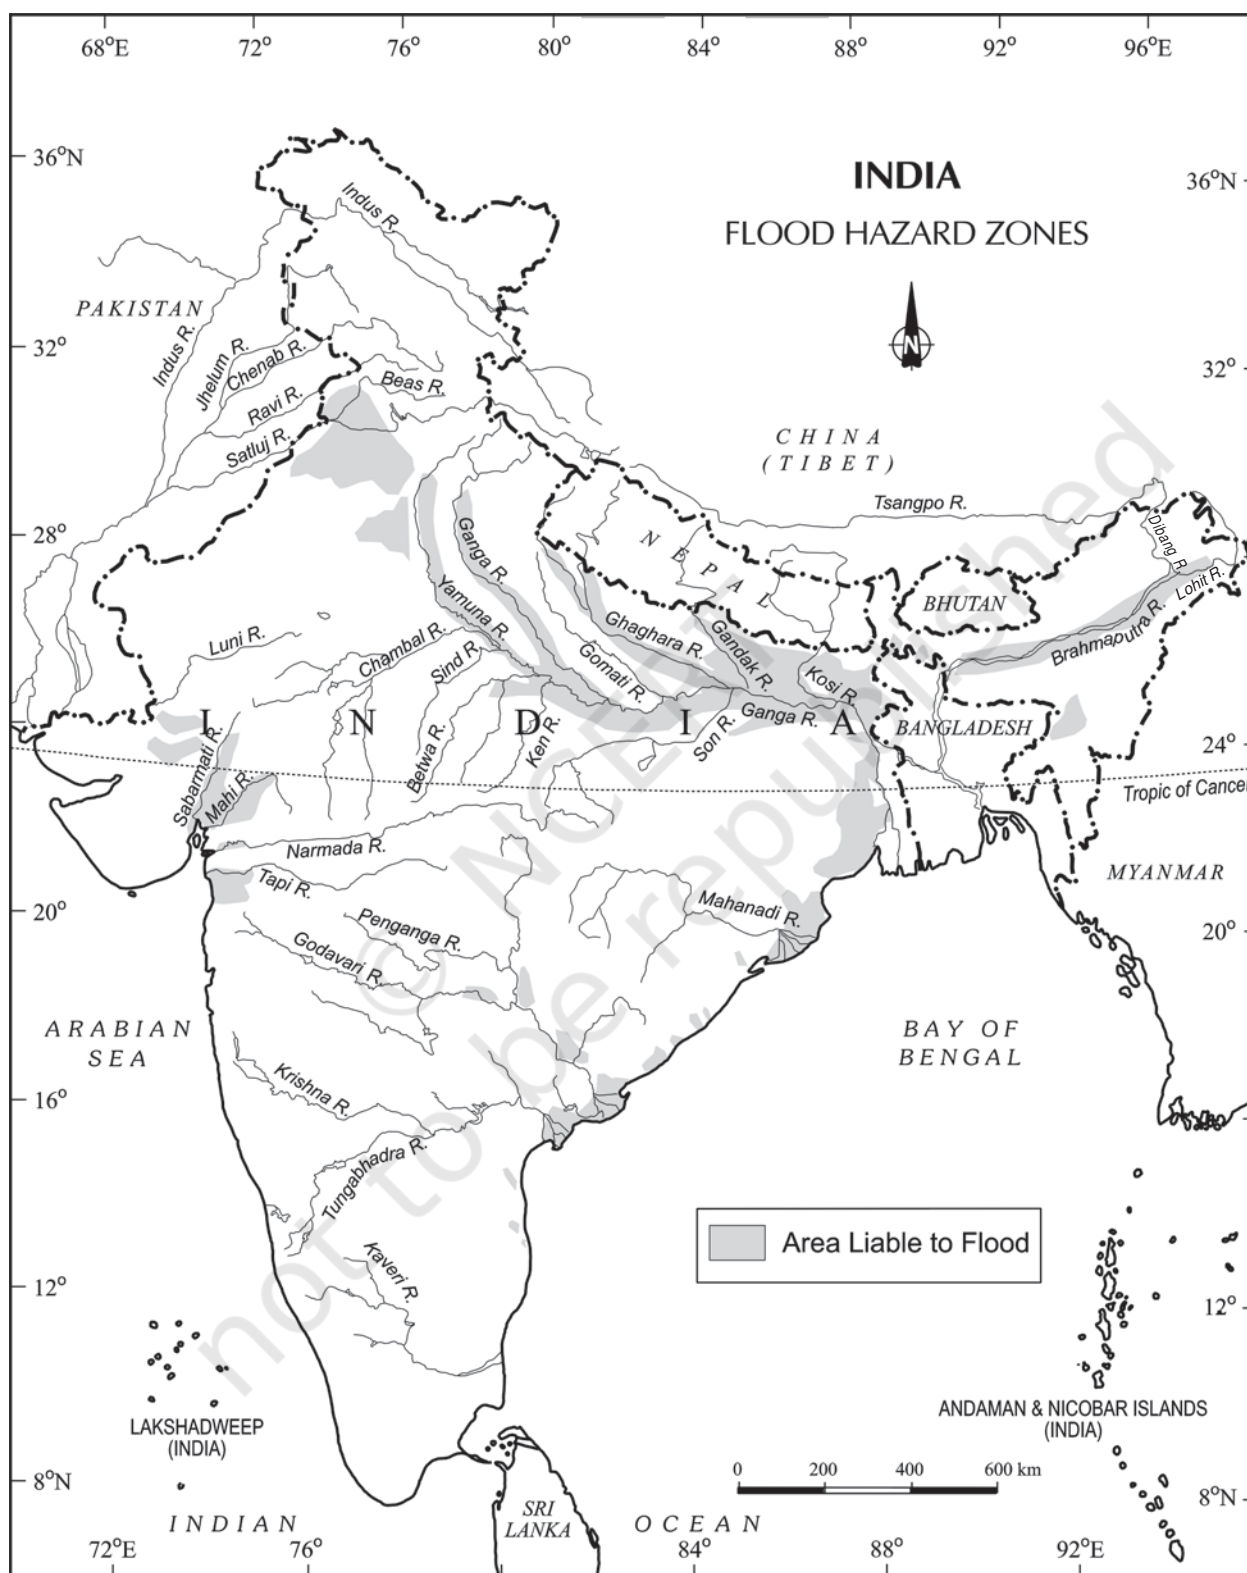 68°E 72° 76° 80° 84° 88° 92° 96°E
36°N
INDIA
36°N
FLOOD HAZARD ZONES
Indus R.
PAKISTAN
Indus R.
Jhelum R.
Chenab R.
32°
32°
Beas R.
Ravi R.
Satluj R.
CHINA
(TIBET)
Tsangpo R.
28°
28°
Dibang R.
Lohit R.
NEPAL
BHUTAN
Ganga R.
Yamuna R.
Brahmaputra R.
Ghaghara R.
Gandak R.
Luni R.
Chambal R.
Sind R.
Gomati R.
Kosi R.
INDIA
Ganga R.
BANGLADESH
Sabarmati R.
Mahi R.
Betwa R.
Ken R.
Son R.
24°
24°
Tropic of Cancer
Narmada R.
MYANMAR
Tapi R.
Mahanadi R.
20°
20°
Penganga R.
Godavari R.
ARABIAN
SEA
BAY OF
BENGAL
16°
Krishna R.
Tungabhadra R.
Area Liable to Flood
Kaveri R.
12°
12°
LAKSHADWEEP
(INDIA)
ANDAMAN & NICOBAR ISLANDS
(INDIA)
0 200 400 600 km
8°N
8°N
SRI
LANKA
INDIAN OCEAN
72°E 76° 84° 88° 92°E
© NCERT
not to be republished